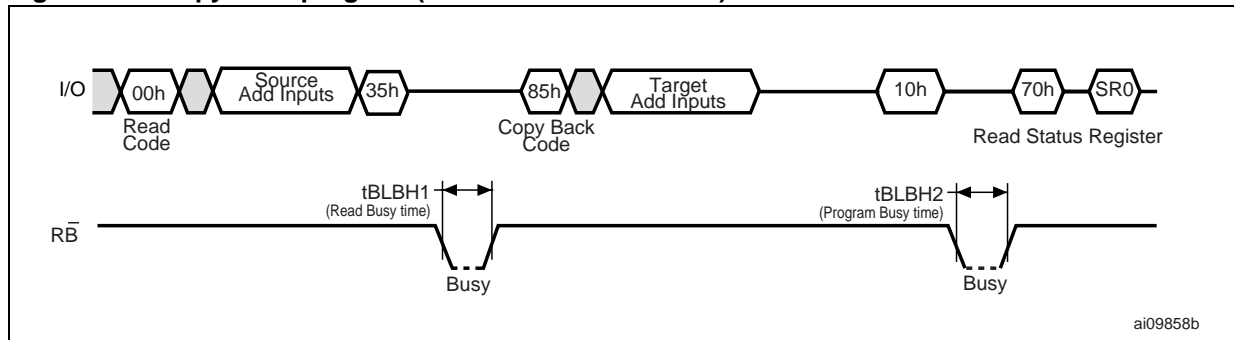 I/O
00h
Source
Add Inputs
35h
85h
Target
Add Inputs
10h
70h
SR0
Read
Code
Copy Back
Code
Read Status Register
tBLBH1
(Read Busy time)
tBLBH2
(Program Busy time)
RB̅
Busy
Busy
ai09858b